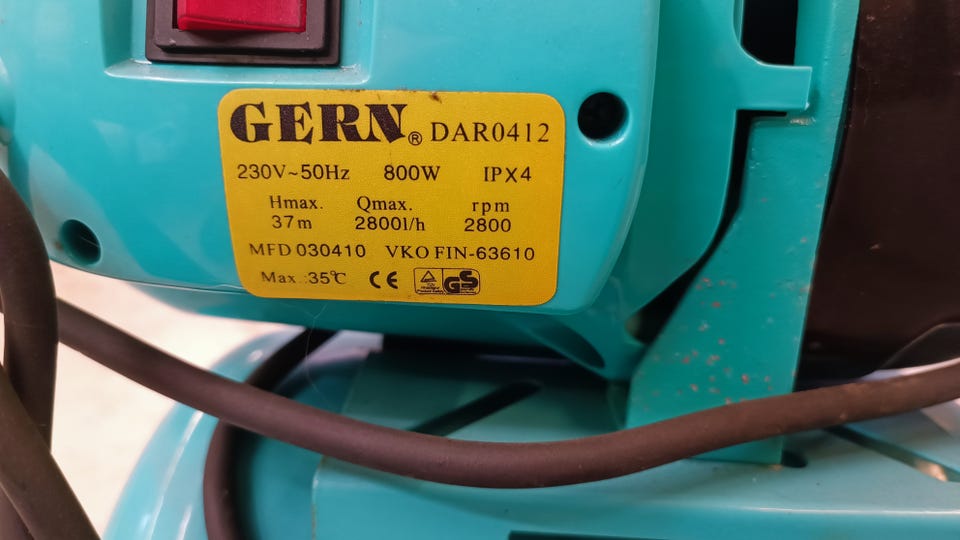 GERN® DAR0412
230V~50Hz 800W IPX4
Hmax. Qmax. rpm
37m 2800l/h 2800
MFD 030410 VKO FIN-63610
Max.:35℃ CE GS